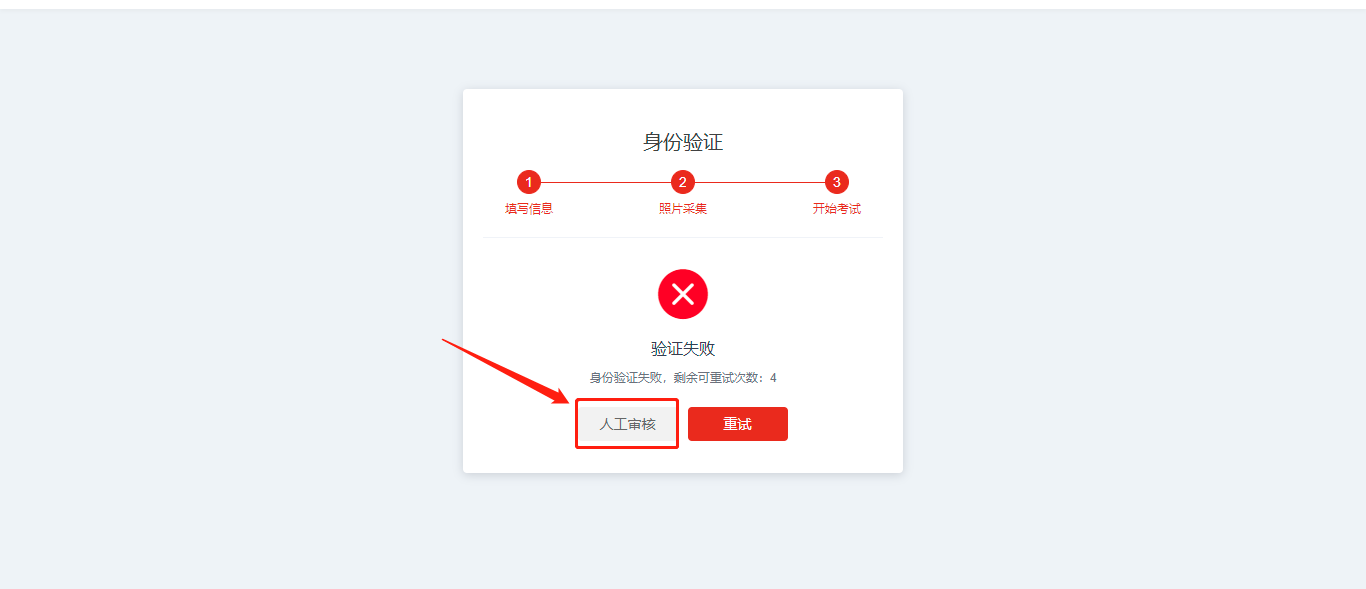 身份验证
1 2 3
填写信息 照片采集 开始考试
验证失败
身份验证失败，剩余可重试次数：4
人工审核 重试